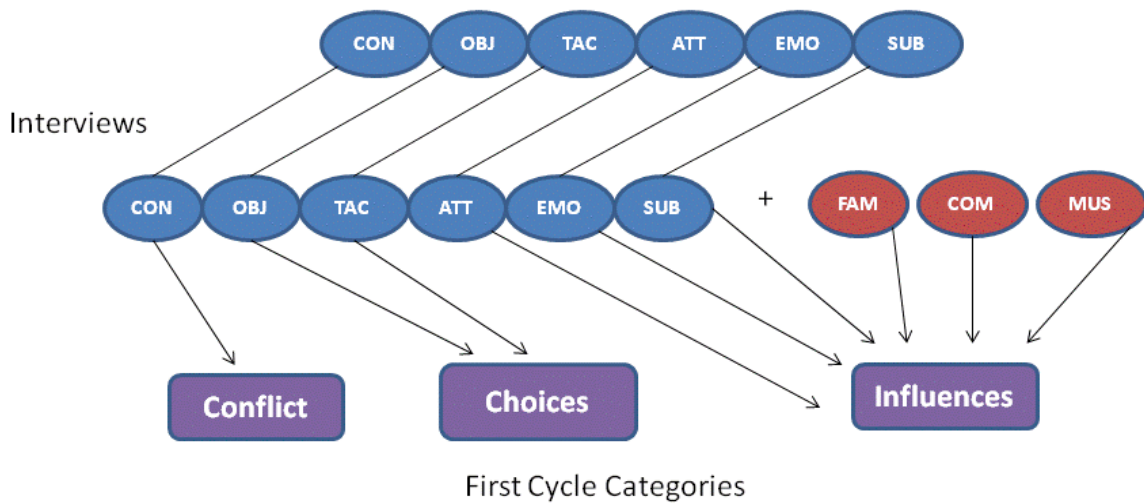 CON OBJ TAC ATT EMO SUB
Interviews
CON OBJ TAC ATT EMO SUB + FAM COM MUS
Conflict Choices Influences
First Cycle Categories